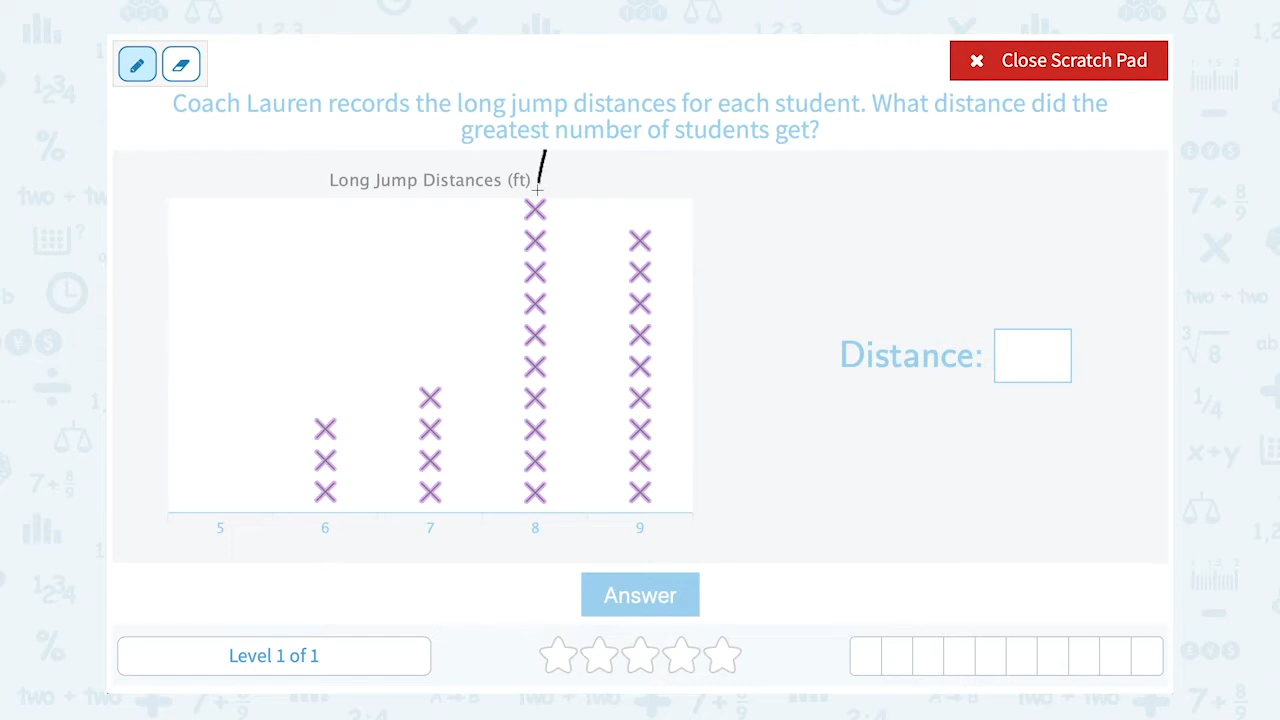 Close Scratch Pad
Coach Lauren records the long jump distances for each student. What distance did the
greatest number of students get?
Long Jump Distances (ft)
Distance:
5 6 7 8 9
Answer
Level 1 of 1